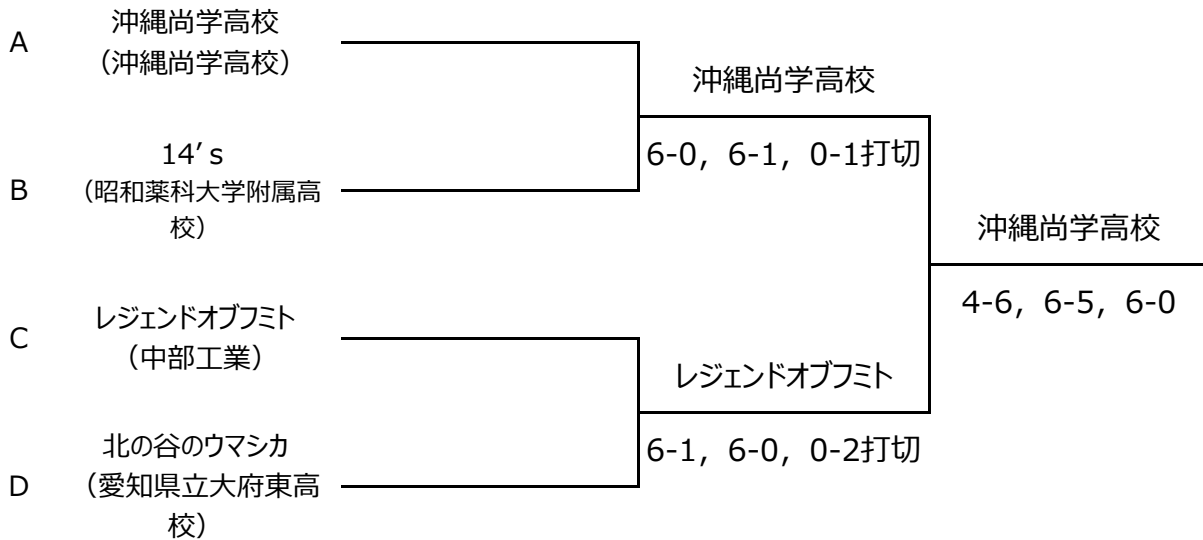 A
沖縄尚学高校
（沖縄尚学高校）
沖縄尚学高校
6-0, 6-1, 0-1打切
B
14’s
（昭和薬科大学附属高
校）
沖縄尚学高校
4-6, 6-5, 6-0
C
レジェンドオブフミト
（中部工業）
レジェンドオブフミト
6-1, 6-0, 0-2打切
D
北の谷のウマシカ
（愛知県立大府東高
校）